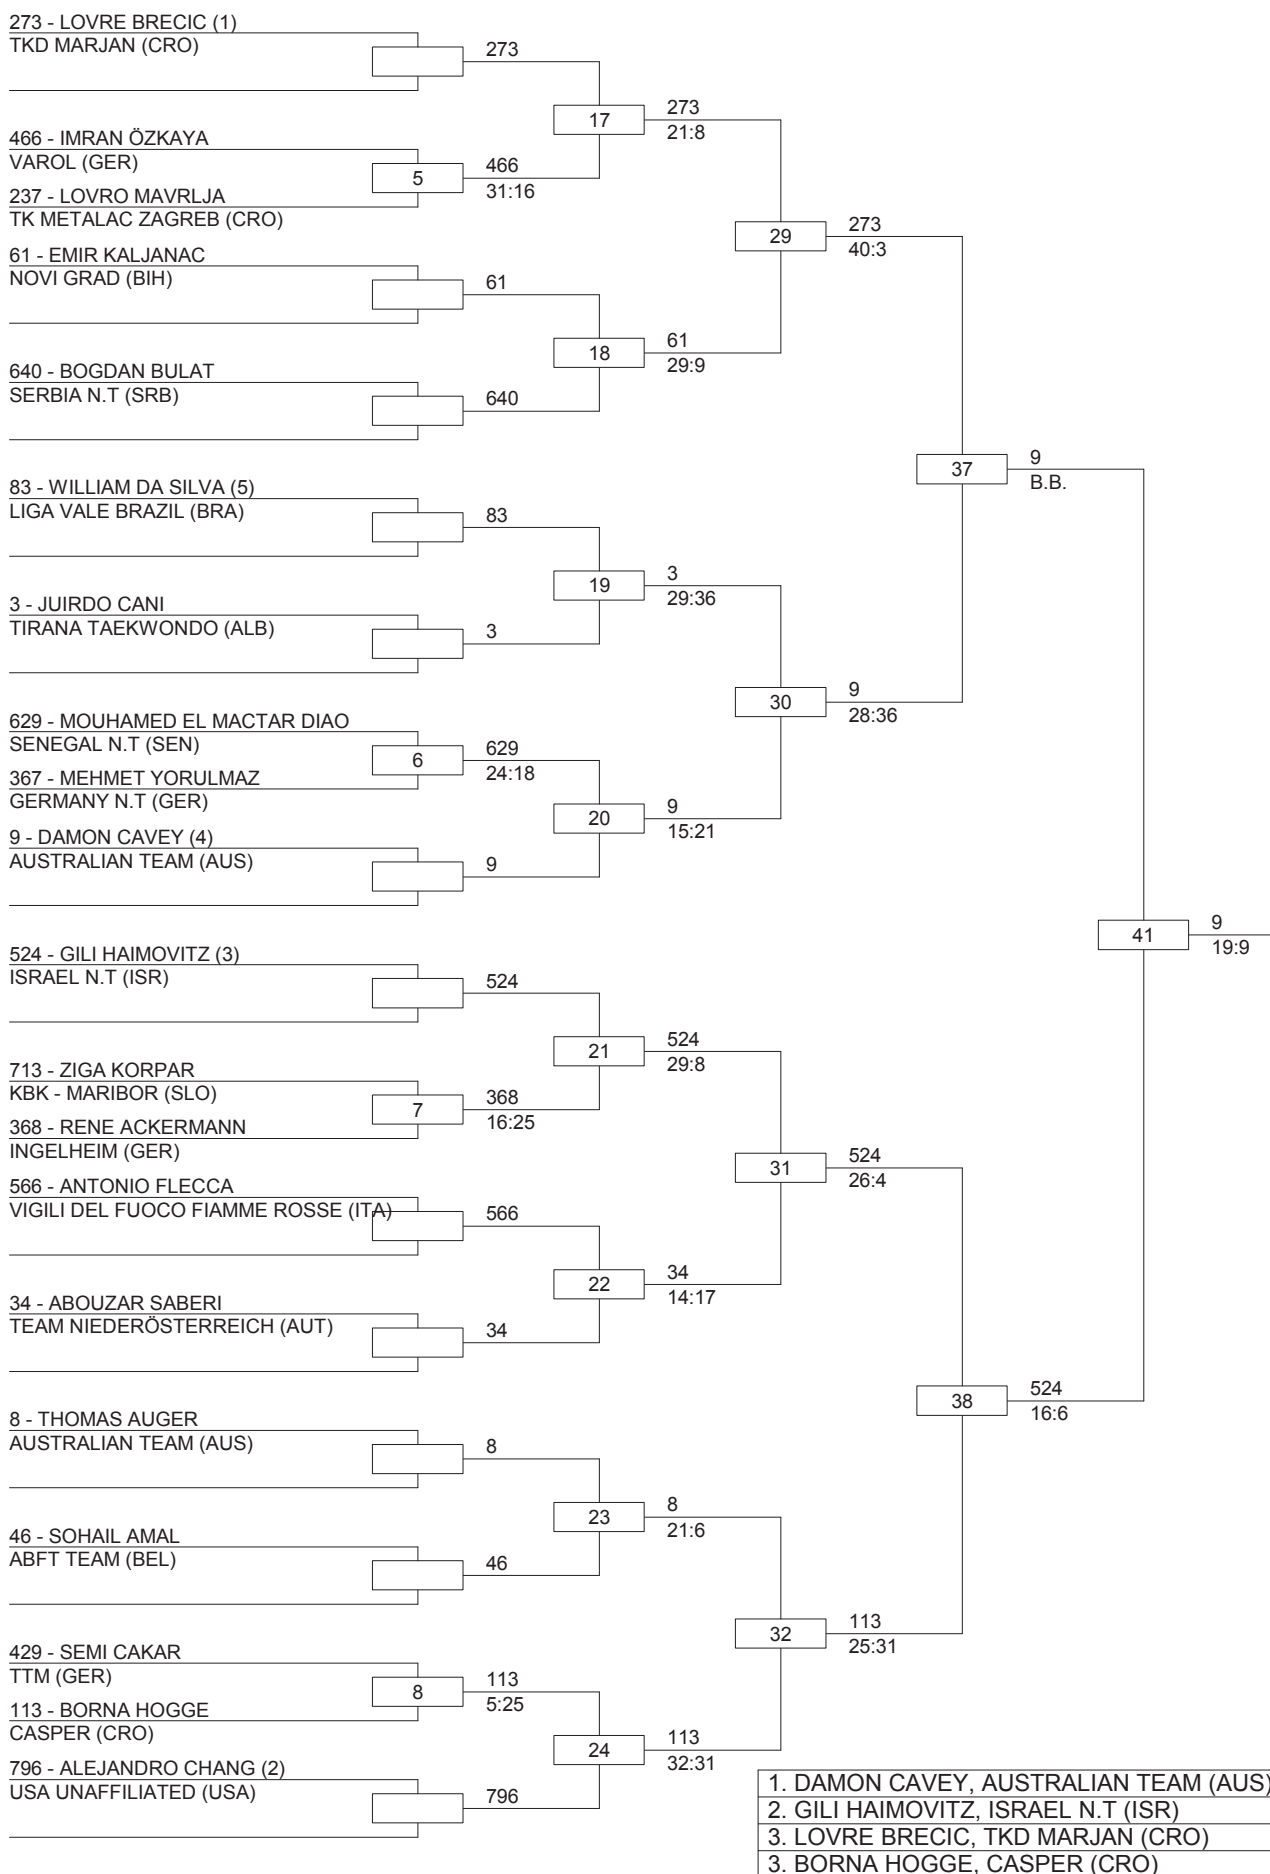 273 - LOVRE BRECIC (1)
TKD MARJAN (CRO)
273
17
273
21:8
466 - IMRAN ÖZKAYA
VAROL (GER)
5
466
31:16
237 - LOVRO MAVRLJA
TK METALAC ZAGREB (CRO)
29
273
40:3
61 - EMIR KALJANAC
NOVI GRAD (BIH)
61
18
61
29:9
640 - BOGDAN BULAT
SERBIA N.T (SRB)
640
37
9
B.B.
83 - WILLIAM DA SILVA (5)
LIGA VALE BRAZIL (BRA)
83
19
3
29:36
3 - JUIRDO CANI
TIRANA TAEKWONDO (ALB)
3
30
9
28:36
629 - MOUHAMED EL MACTAR DIAO
SENEGAL N.T (SEN)
6
629
24:18
367 - MEHMET YORULMAZ
GERMANY N.T (GER)
20
9
15:21
9 - DAMON CAVEY (4)
AUSTRALIAN TEAM (AUS)
9
41
9
19:9
524 - GILI HAIMOVITZ (3)
ISRAEL N.T (ISR)
524
21
524
29:8
713 - ZIGA KORPAR
KBK - MARIBOR (SLO)
7
368
16:25
368 - RENE ACKERMANN
INGELHEIM (GER)
31
524
26:4
566 - ANTONIO FLECCA
VIGILI DEL FUOCO FIAMME ROSSE (ITA)
566
22
34
14:17
34 - ABOUZAR SABERI
TEAM NIEDERÖSTERREICH (AUT)
34
38
524
16:6
8 - THOMAS AUGER
AUSTRALIAN TEAM (AUS)
8
23
8
21:6
46 - SOHAIL AMAL
ABFT TEAM (BEL)
46
32
113
25:31
429 - SEMI CAKAR
TTM (GER)
8
113
5:25
113 - BORNA HOGGE
CASPER (CRO)
24
113
32:31
796 - ALEJANDRO CHANG (2)
USA UNAFFILIATED (USA)
796
1. DAMON CAVEY, AUSTRALIAN TEAM (AUS)
2. GILI HAIMOVITZ, ISRAEL N.T (ISR)
3. LOVRE BRECIC, TKD MARJAN (CRO)
3. BORNA HOGGE, CASPER (CRO)